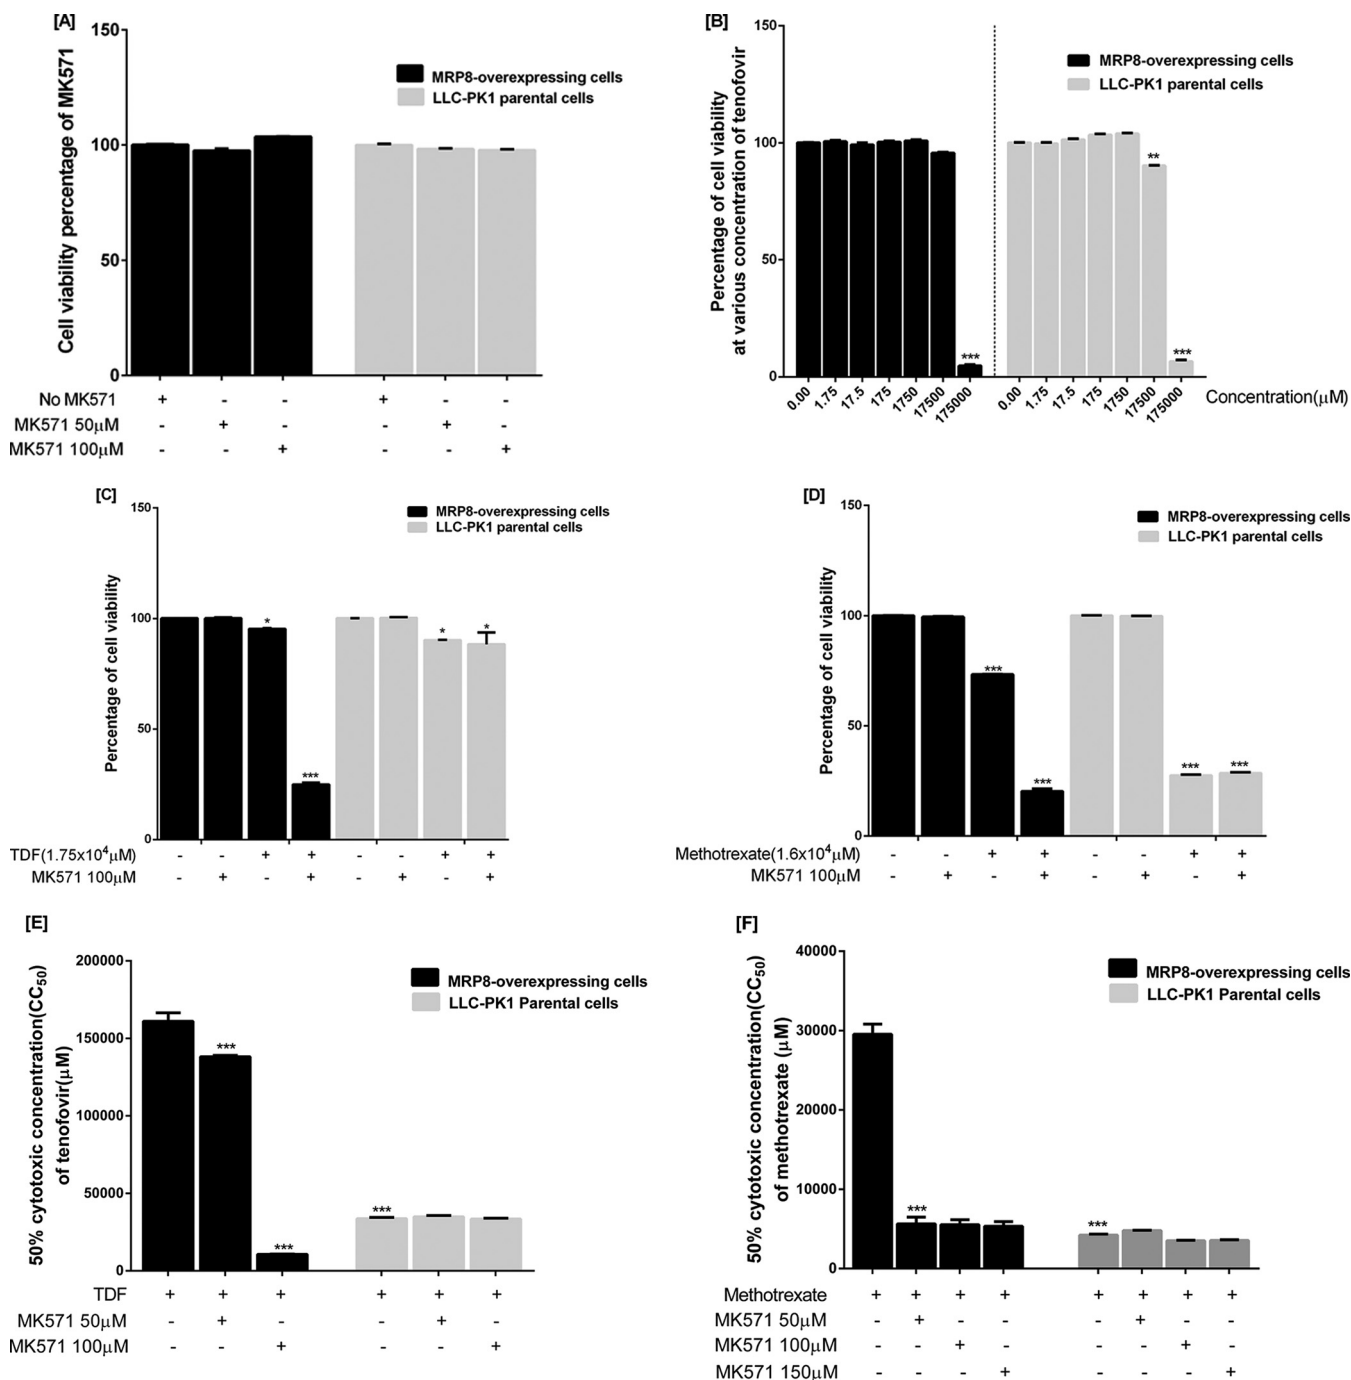 [A]
Cell viability percentage of MK571
150
100
50
0
MRP8-overexpressing cells
LLC-PK1 parental cells
No MK571 + - - + - -
MK571 50μM - + - - + -
MK571 100μM - - + - - +
[B]
Percentage of cell viability
at various concentration of tenofovir
150
100
50
0
MRP8-overexpressing cells
LLC-PK1 parental cells
*** ** ***
0.00 1.75 17.5 175 1750 17500 175000 0.00 1.75 17.5 175 1750 17500 175000 Concentration(μM)
[C]
Percentage of cell viability
150
100
50
0
MRP8-overexpressing cells
LLC-PK1 parental cells
* *** * *
TDF(1.75x10⁴μM) - - + + - - + +
MK571 100μM - + - + - + - +
[D]
Percentage of cell viability
150
100
50
0
MRP8-overexpressing cells
LLC-PK1 parental cells
*** *** *** ***
Methotrexate(1.6x10⁴μM) - - + + - - + +
MK571 100μM - + - + - + - +
[E]
50% cytotoxic concentration(CC₅₀)
of tenofovir(μM)
200000
150000
100000
50000
0
MRP8-overexpressing cells
LLC-PK1 Parental cells
*** *** ***
TDF + + + + + +
MK571 50μM - + - - + -
MK571 100μM - - + - - +
[F]
50% cytotoxic concentration(CC₅₀)
of methotrexate (μM)
40000
30000
20000
10000
0
MRP8-overexpressing cells
LLC-PK1 Parental cells
*** ***
Methotrexate + + + + + + + +
MK571 50μM - + - - - + - -
MK571 100μM - - + - - - + -
MK571 150μM - - - + - - - +